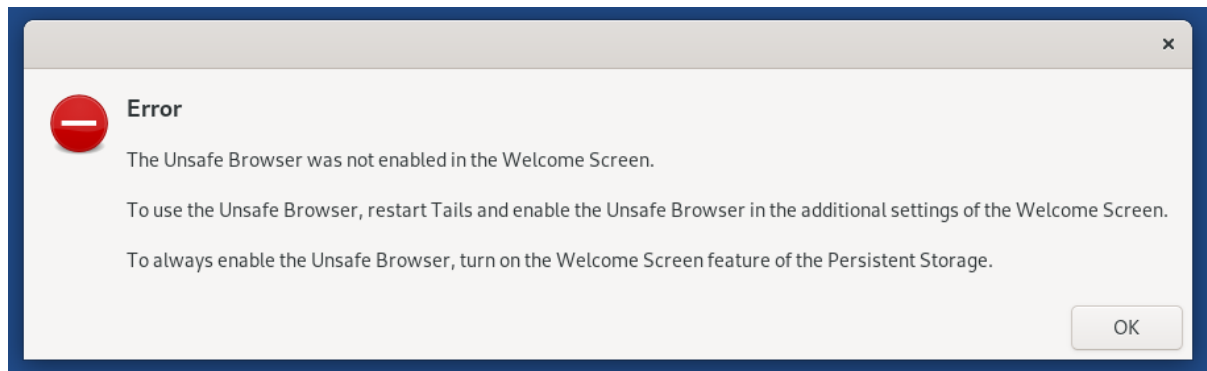 Error
The Unsafe Browser was not enabled in the Welcome Screen.
To use the Unsafe Browser, restart Tails and enable the Unsafe Browser in the additional settings of the Welcome Screen.
To always enable the Unsafe Browser, turn on the Welcome Screen feature of the Persistent Storage.
OK